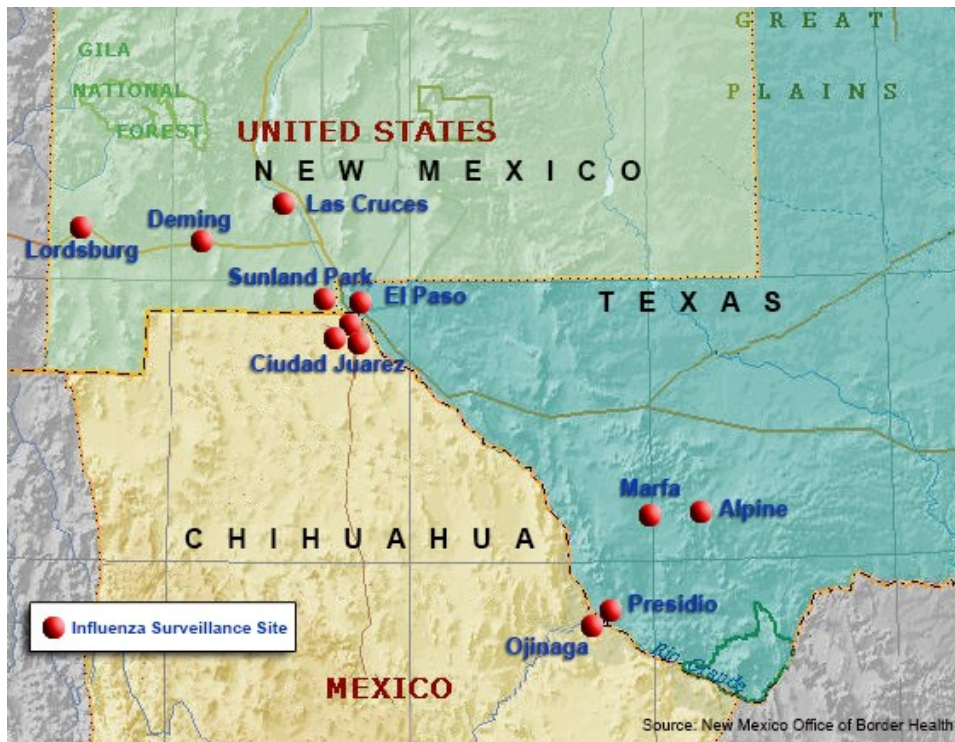 GREAT
PLAINS
GILA
NATIONAL
FOREST
UNITED STATES
NEW MEXICO
Las Cruces
Deming
Lordsburg
Sunland Park
El Paso
TEXAS
Ciudad Juarez
Marfa
Alpine
CHIHUAHUA
Presidio
Ojinaga
Rio Grande
Influenza Surveillance Site
MEXICO
Source: New Mexico Office of Border Health